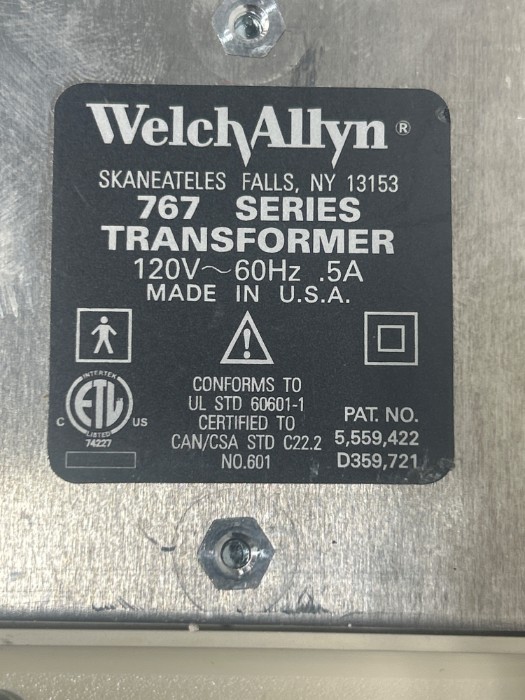 WelchAllyn ®
SKANEATELES FALLS, NY 13153
767 SERIES
TRANSFORMER
120V~60Hz .5A
MADE IN U.S.A.
INTERTEK
ETL
C US
LISTED
74227
CONFORMS TO
UL STD 60601-1
CERTIFIED TO
CAN/CSA STD C22.2
NO.601
PAT. NO.
5,559,422
D359,721